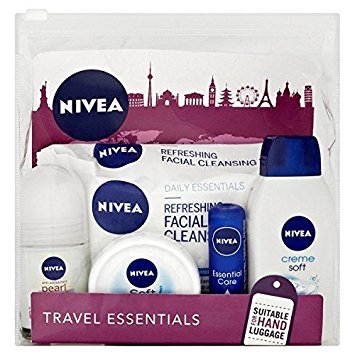 NIVEA
NIVEA
REFRESHING
FACIAL CLEANSING
DAILY ESSENTIALS
NIVEA
REFRESHING
FACIAL
CLEANS
NIVEA
pearl
NIVEA
Soft
NIVEA
Essential
Care
NIVEA
creme
soft
TRAVEL ESSENTIALS
SUITABLE
FOR HAND
LUGGAGE